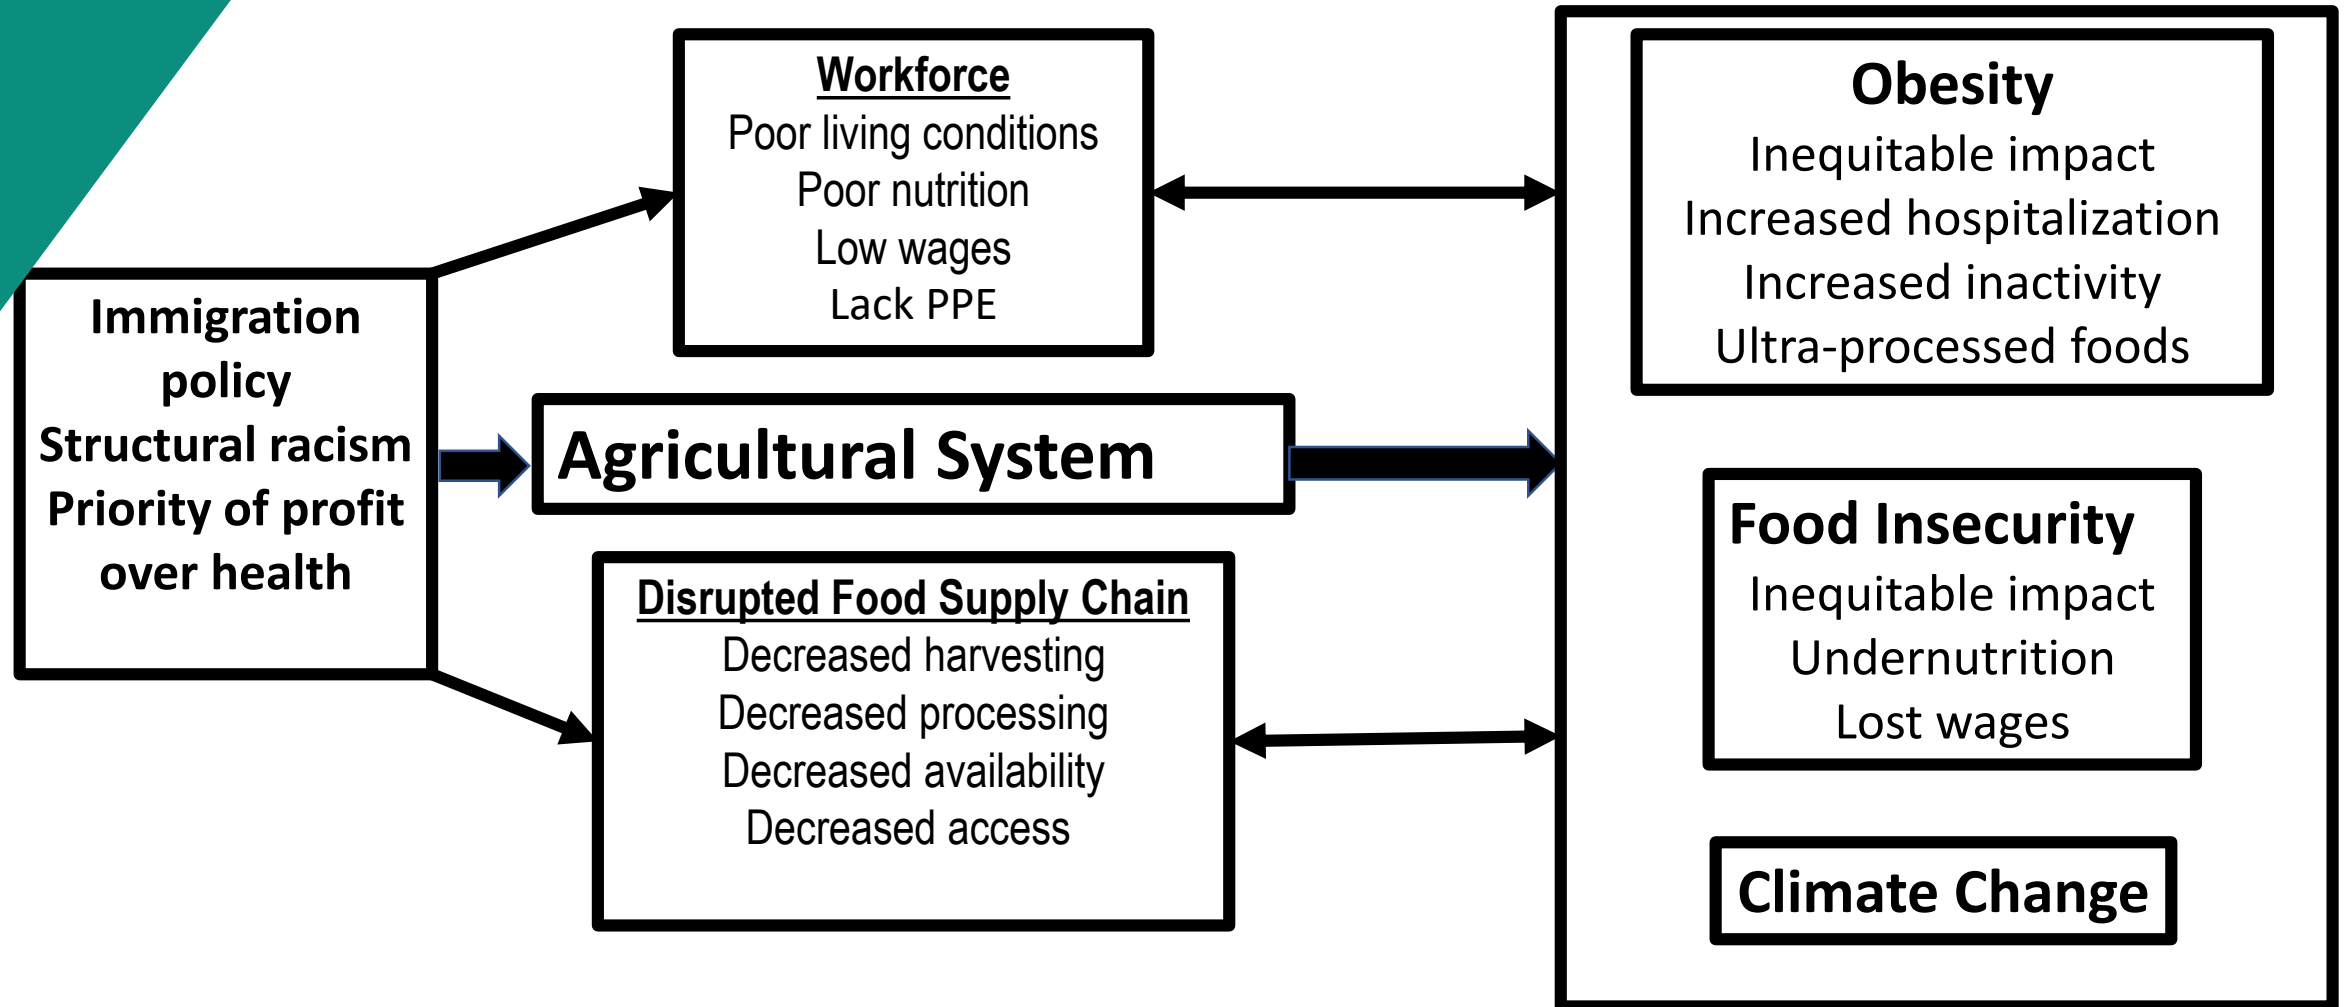 Immigration
policy
Structural racism
Priority of profit
over health
Workforce
Poor living conditions
Poor nutrition
Low wages
Lack PPE
Agricultural System
Disrupted Food Supply Chain
Decreased harvesting
Decreased processing
Decreased availability
Decreased access
Obesity
Inequitable impact
Increased hospitalization
Increased inactivity
Ultra-processed foods
Food Insecurity
Inequitable impact
Undernutrition
Lost wages
Climate Change